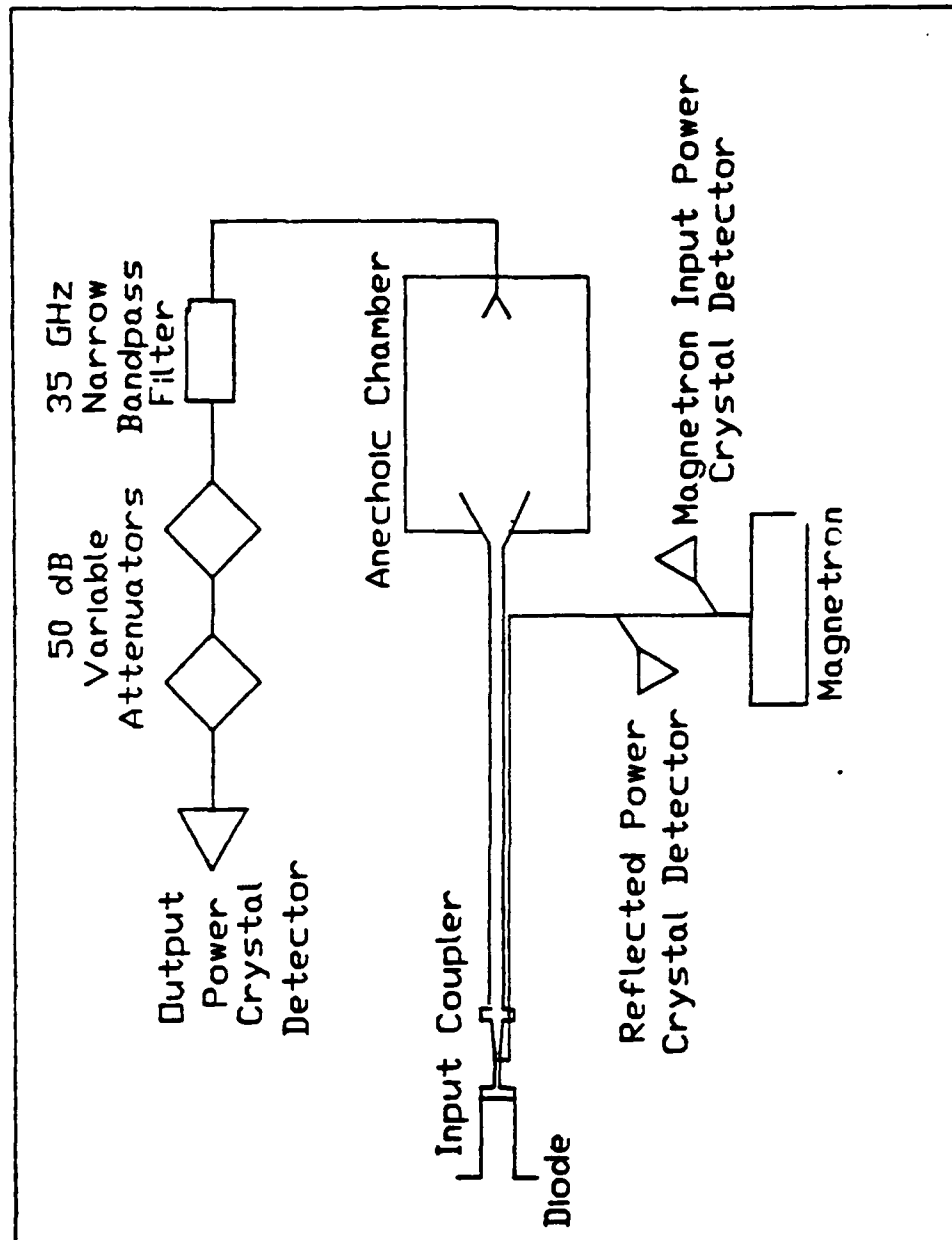 35 GHz
Narrow
Bandpass
Filter
50 dB
Variable
Attenuators
Output
Power
Crystal
Detector
Anechoic Chamber
Input Coupler
Diode
Magnetron Input Power
Crystal Detector
Reflected Power
Crystal Detector
Magnetron